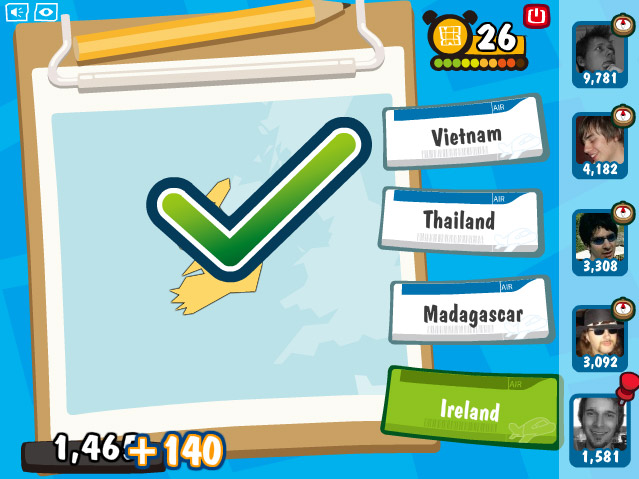 26
AIR
Vietnam
AIR
Thailand
AIR
Madagascar
AIR
Ireland
9,781
4,182
3,308
3,092
1,581
+ 140